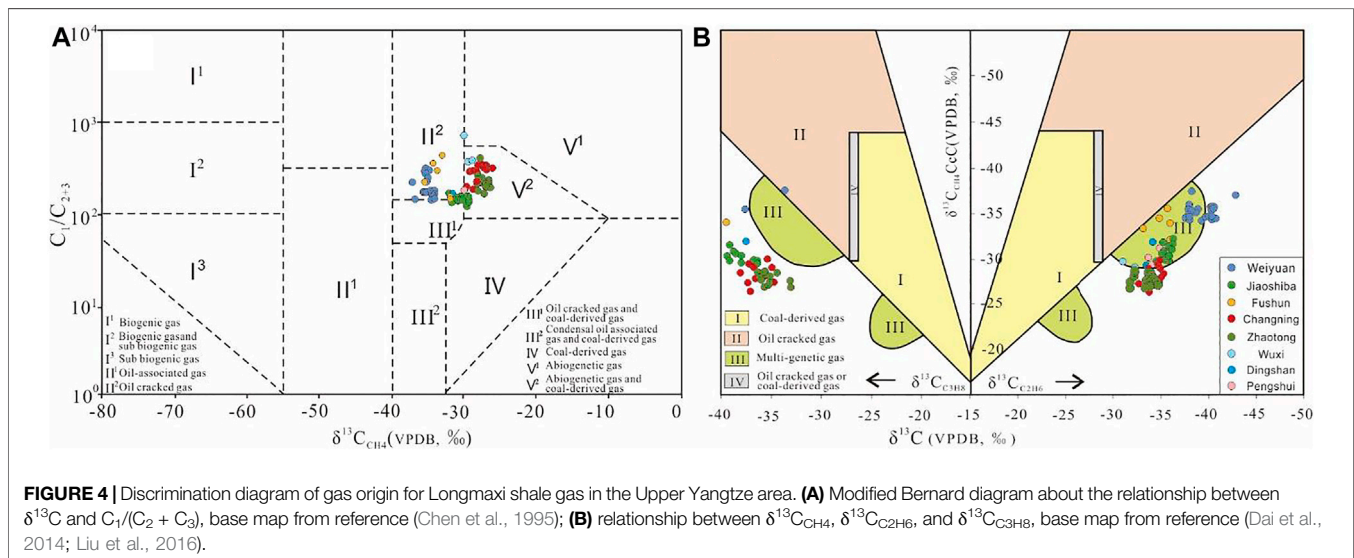 A
10⁴
10³
10²
10¹
10⁰
C₁/C₂₊₃
I¹
I²
I³
II¹
II²
III¹
III²
IV
V¹
V²
I¹ Biogenic gas
I² Biogenic gasand
sub biogenic gas
I³ Sub biogenic gas
II¹ Oil-associated gas
II² Oil cracked gas
III¹ Oil cracked gas and
coal-derived gas
III² Condensal oil associated
gas and coal-derived gas
IV Coal-derived gas
V¹ Abiogenetic gas
V² Abiogenetic gas and
coal-derived gas
-80 -70 -60 -50 -40 -30 -20 -10 0
δ¹³C_CH4(VPDB, ‰)
B
δ¹³C_CH4CcC(VPDB, ‰)
-50
-45
-40
-35
-30
-25
-20
II
II
IV
IV
III
III
I
I
III
III
I Coal-derived gas
II Oil cracked gas
III Multi-genetic gas
IV Oil cracked gas or
coal-derived gas
Weiyuan
Jiaoshiba
Fushun
Changning
Zhaotong
Wuxi
Dingshan
Pengshui
← δ¹³C_C3H8 δ¹³C_C2H6 →
-40 -35 -30 -25 -20 -15 -20 -25 -30 -35 -40 -45 -50
δ¹³C (VPDB, ‰)
FIGURE 4 | Discrimination diagram of gas origin for Longmaxi shale gas in the Upper Yangtze area. (A) Modified Bernard diagram about the relationship between
δ¹³C and C₁/(C₂ + C₃), base map from reference (Chen et al., 1995); (B) relationship between δ¹³C_CH4, δ¹³C_C2H6, and δ¹³C_C3H8, base map from reference (Dai et al.,
2014; Liu et al., 2016).